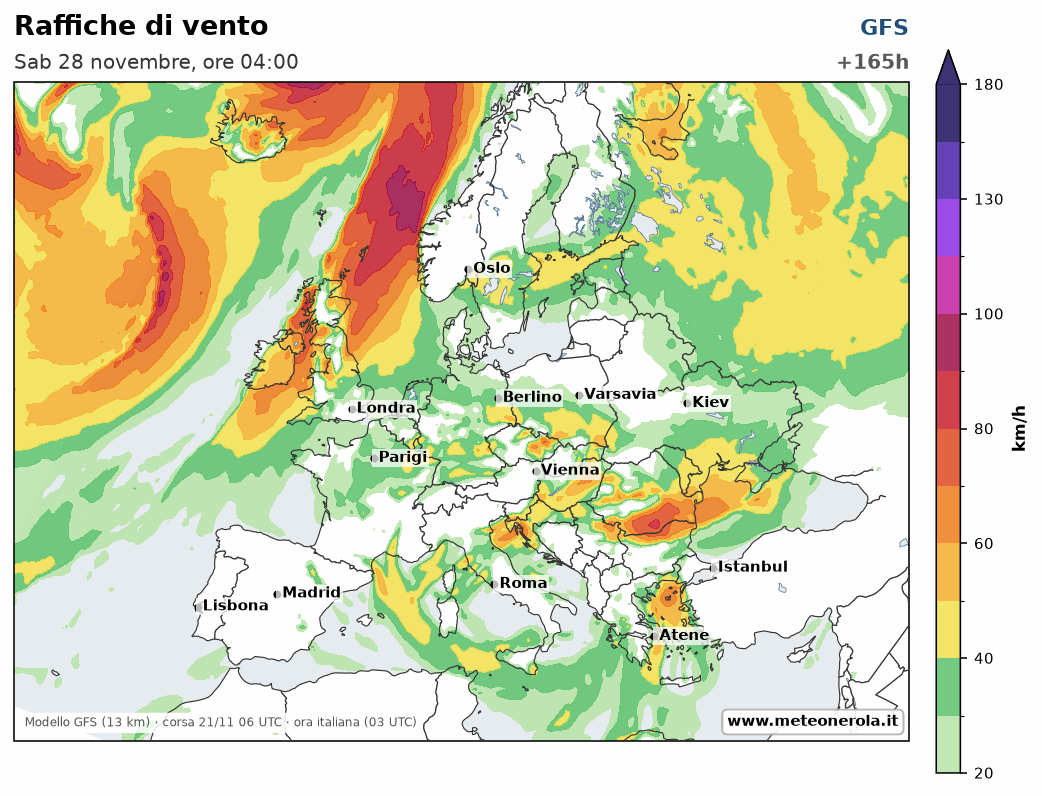 Raffiche di vento
GFS
Sab 28 novembre, ore 04:00
+165h
180
130
100
80
60
40
20
km/h
Oslo
Berlino
Varsavia
Kiev
Londra
Parigi
Vienna
Istanbul
Roma
Madrid
Lisbona
Atene
Modello GFS (13 km) · corsa 21/11 06 UTC · ora italiana (03 UTC)
www.meteonerola.it